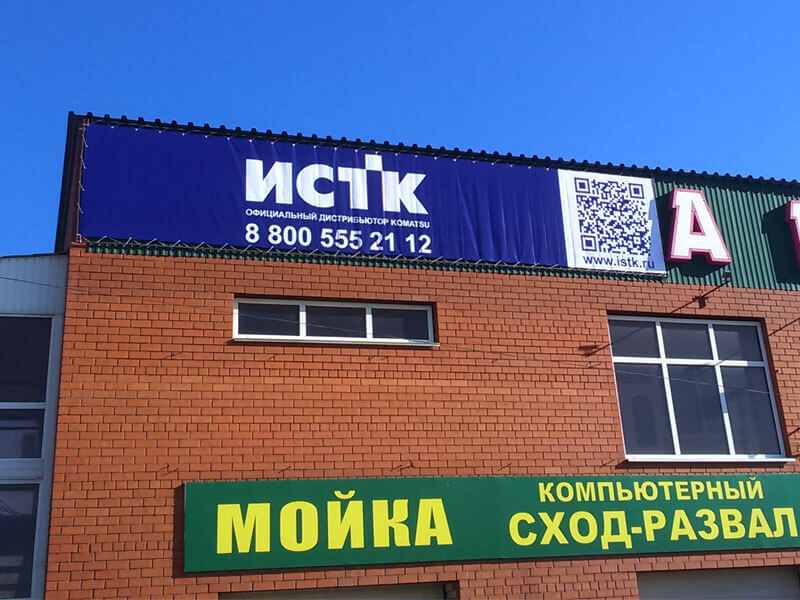 ИСТК
ОФИЦИАЛЬНЫЙ ДИСТРИБЬЮТОР KOMATSU
8 800 555 21 12
www.istk.ru
А
МОЙКА
КОМПЬЮТЕРНЫЙ
СХОД-РАЗВАЛ